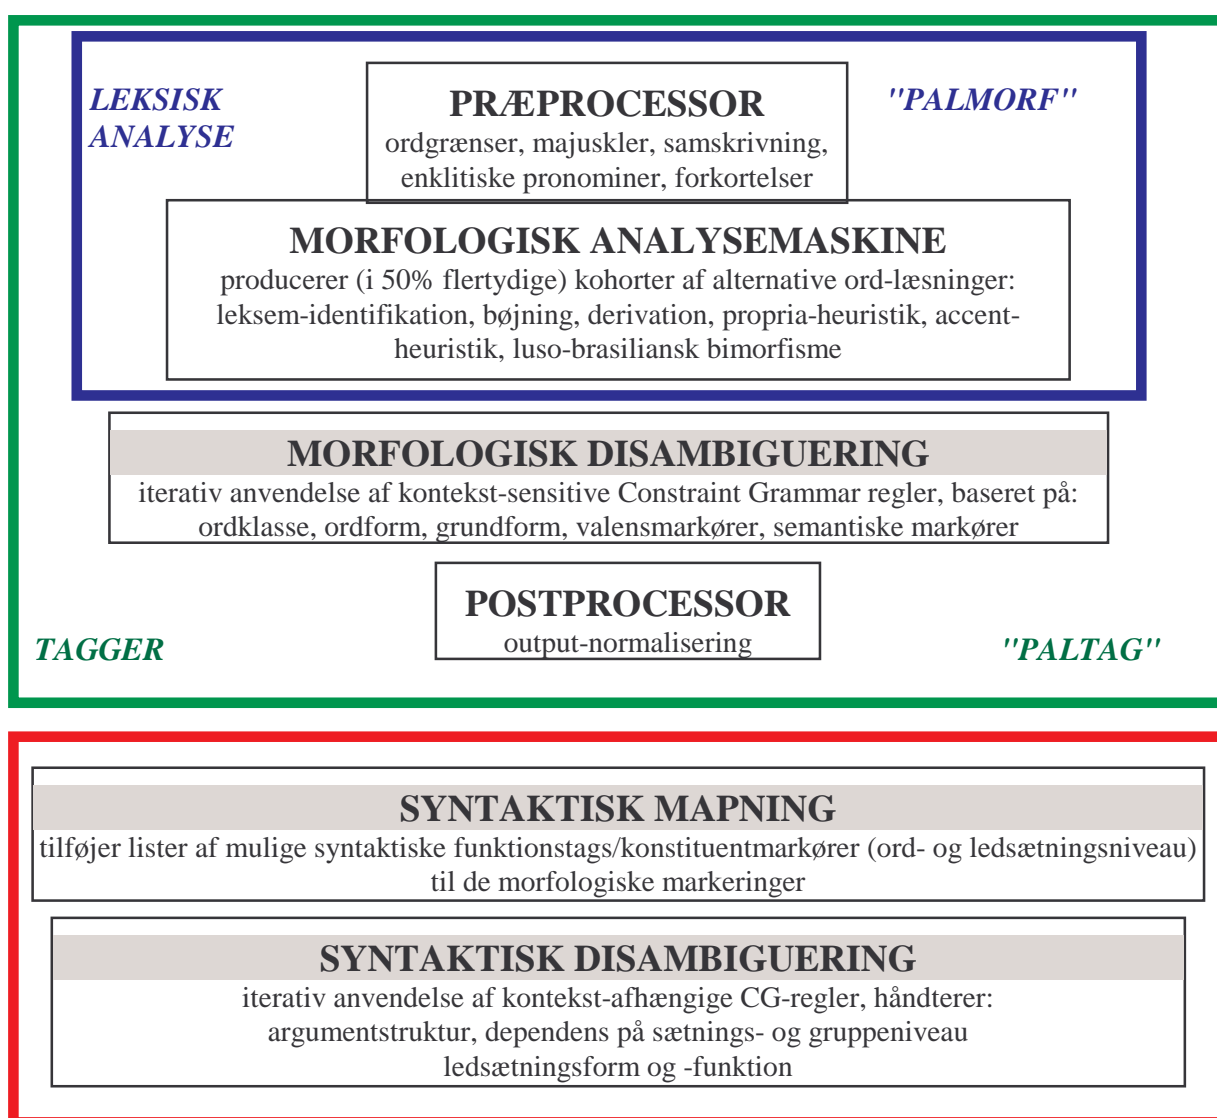 LEKSISK
ANALYSE
PRÆPROCESSOR
ordgrænser, majuskler, samskrivning,
enklitiske pronominer, forkortelser
"PALMORF"
MORFOLOGISK ANALYSEMASKINE
producerer (i 50% flertydige) kohorter af alternative ord-læsninger:
leksem-identifikation, bøjning, derivation, propria-heuristik, accent-
heuristik, luso-brasiliansk bimorfisme
MORFOLOGISK DISAMBIGUERING
iterativ anvendelse af kontekst-sensitive Constraint Grammar regler, baseret på:
ordklasse, ordform, grundform, valensmarkører, semantiske markører
POSTPROCESSOR
output-normalisering
TAGGER
"PALTAG"
SYNTAKTISK MAPNING
tilføjer lister af mulige syntaktiske funktionstags/konstituentmarkører (ord- og ledsætningsniveau)
til de morfologiske markeringer
SYNTAKTISK DISAMBIGUERING
iterativ anvendelse af kontekst-afhængige CG-regler, håndterer:
argumentstruktur, dependens på sætnings- og gruppeniveau
ledsætningsform og -funktion